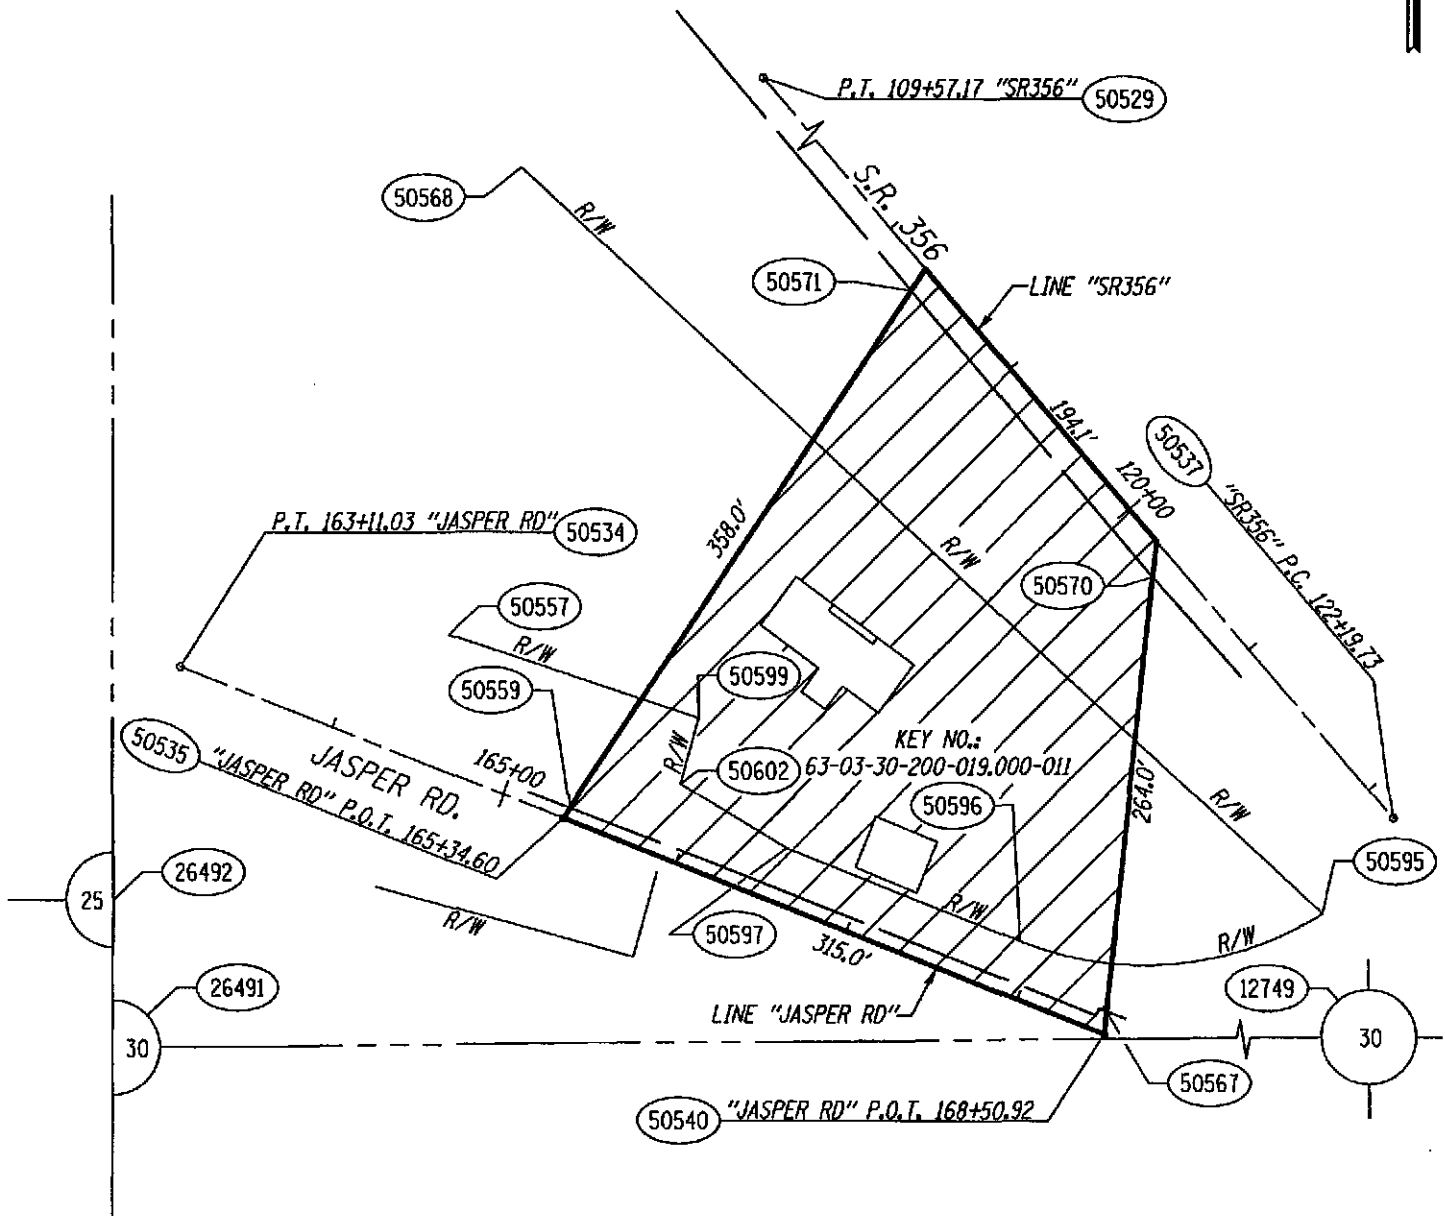 P.T. 109+57.17 "SR356"
50529
50568
R/W
S.R. 356
50571
LINE "SR356"
194.1'
50537
"SR356" P.C. 122+19.73
120+00
358.0'
P.T. 163+11.03 "JASPER RD"
50534
R/W
50570
50557
R/W
50599
50559
KEY NO.:
63-03-30-200-019.000-011
50535
"JASPER RD" P.O.T. 165+34.60
JASPER RD.
165+00
R/W
50602
50596
264.0'
R/W
50595
26492
25
R/W
50597
315.0'
R/W
R/W
26491
30
LINE "JASPER RD"
12749
30
50567
50540
"JASPER RD" P.O.T. 168+50.92